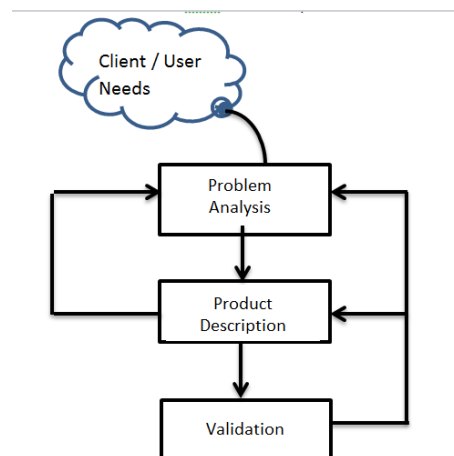 Client / User
Needs
Problem
Analysis
Product
Description
Validation